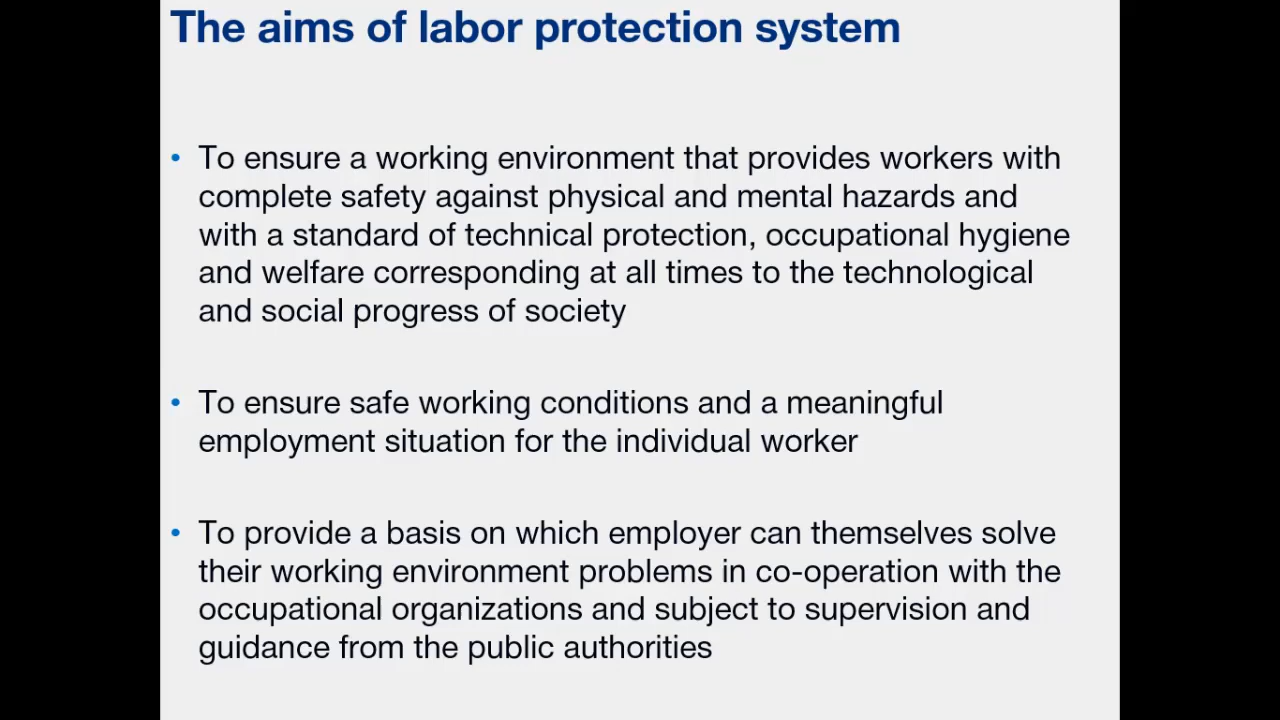 The aims of labor protection system
• To ensure a working environment that provides workers with
complete safety against physical and mental hazards and
with a standard of technical protection, occupational hygiene
and welfare corresponding at all times to the technological
and social progress of society
• To ensure safe working conditions and a meaningful
employment situation for the individual worker
• To provide a basis on which employer can themselves solve
their working environment problems in co-operation with the
occupational organizations and subject to supervision and
guidance from the public authorities